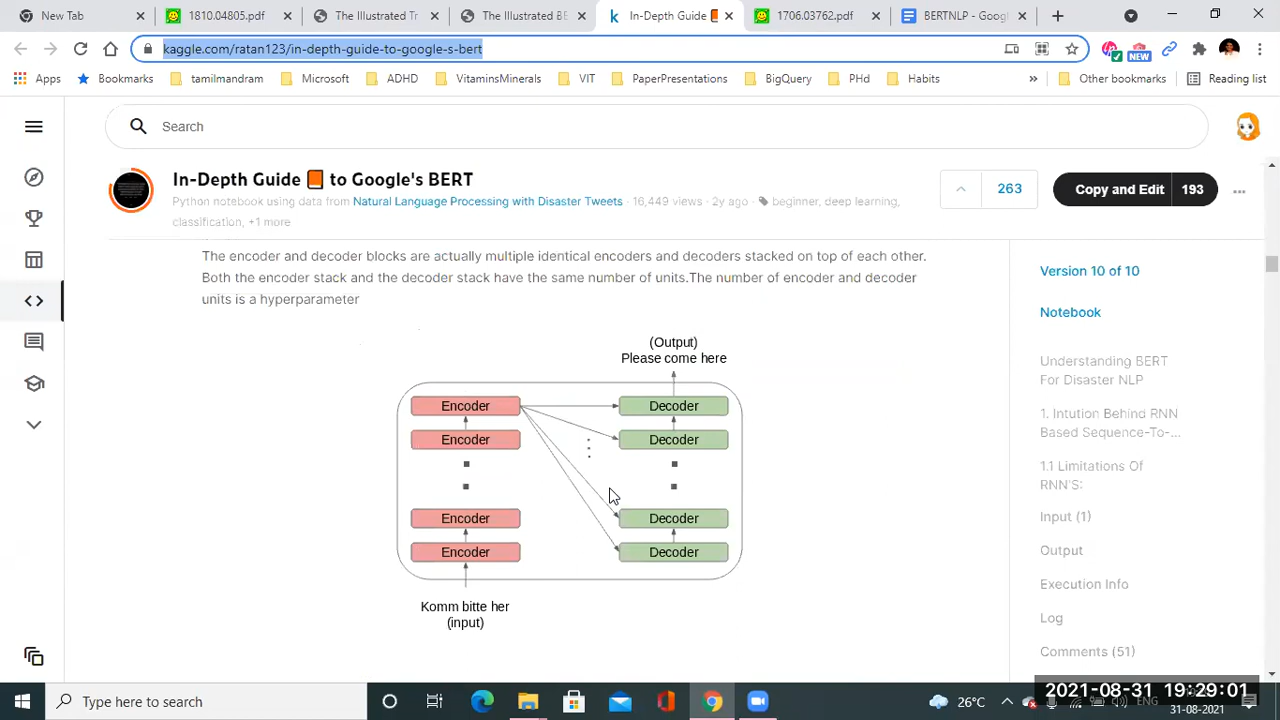 New Tab
1810.04805.pdf
The Illustrated Tr
The Illustrated BE
In-Depth Guide
1706.03762.pdf
BERTNLP - Goog
kaggle.com/ratan123/in-depth-guide-to-google-s-bert
NEW
Apps
Bookmarks
tamilmandram
Microsoft
ADHD
VitaminsMinerals
VIT
PaperPresentations
BigQuery
PHd
Habits
»
Other bookmarks
Reading list
Search
In-Depth Guide to Google's BERT
Python notebook using data from Natural Language Processing with Disaster Tweets · 16,449 views · 2y ago · beginner, deep learning,
classification, +1 more
263
Copy and Edit 193
The encoder and decoder blocks are actually multiple identical encoders and decoders stacked on top of each other.
Both the encoder stack and the decoder stack have the same number of units.The number of encoder and decoder
units is a hyperparameter
(Output)
Please come here
Encoder Decoder
Encoder Decoder
Encoder Decoder
Encoder Decoder
Komm bitte her
(input)
Version 10 of 10
Notebook
Understanding BERT
For Disaster NLP
1. Intution Behind RNN
Based Sequence-To-...
1.1 Limitations Of
RNN'S:
Input (1)
Output
Execution Info
Log
Comments (51)
Type here to search
26°C
ENG
2021-08-31 19:29:01
31-08-2021